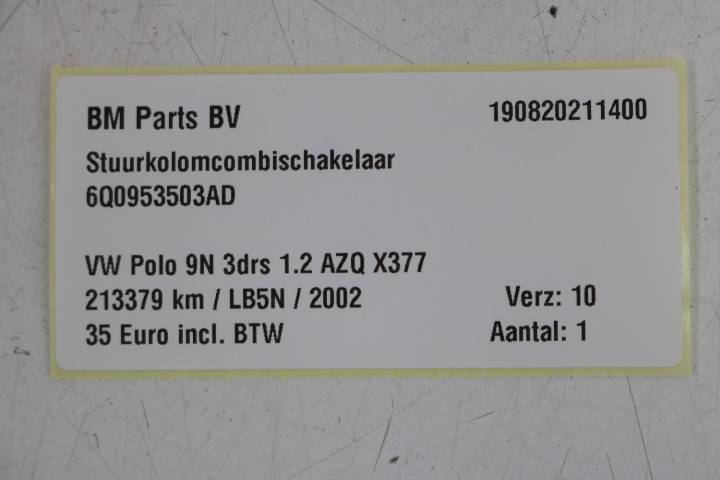 BM Parts BV 190820211400
Stuurkolomcombischakelaar
6Q0953503AD
VW Polo 9N 3drs 1.2 AZQ X377
213379 km / LB5N / 2002 Verz: 10
35 Euro incl. BTW Aantal: 1